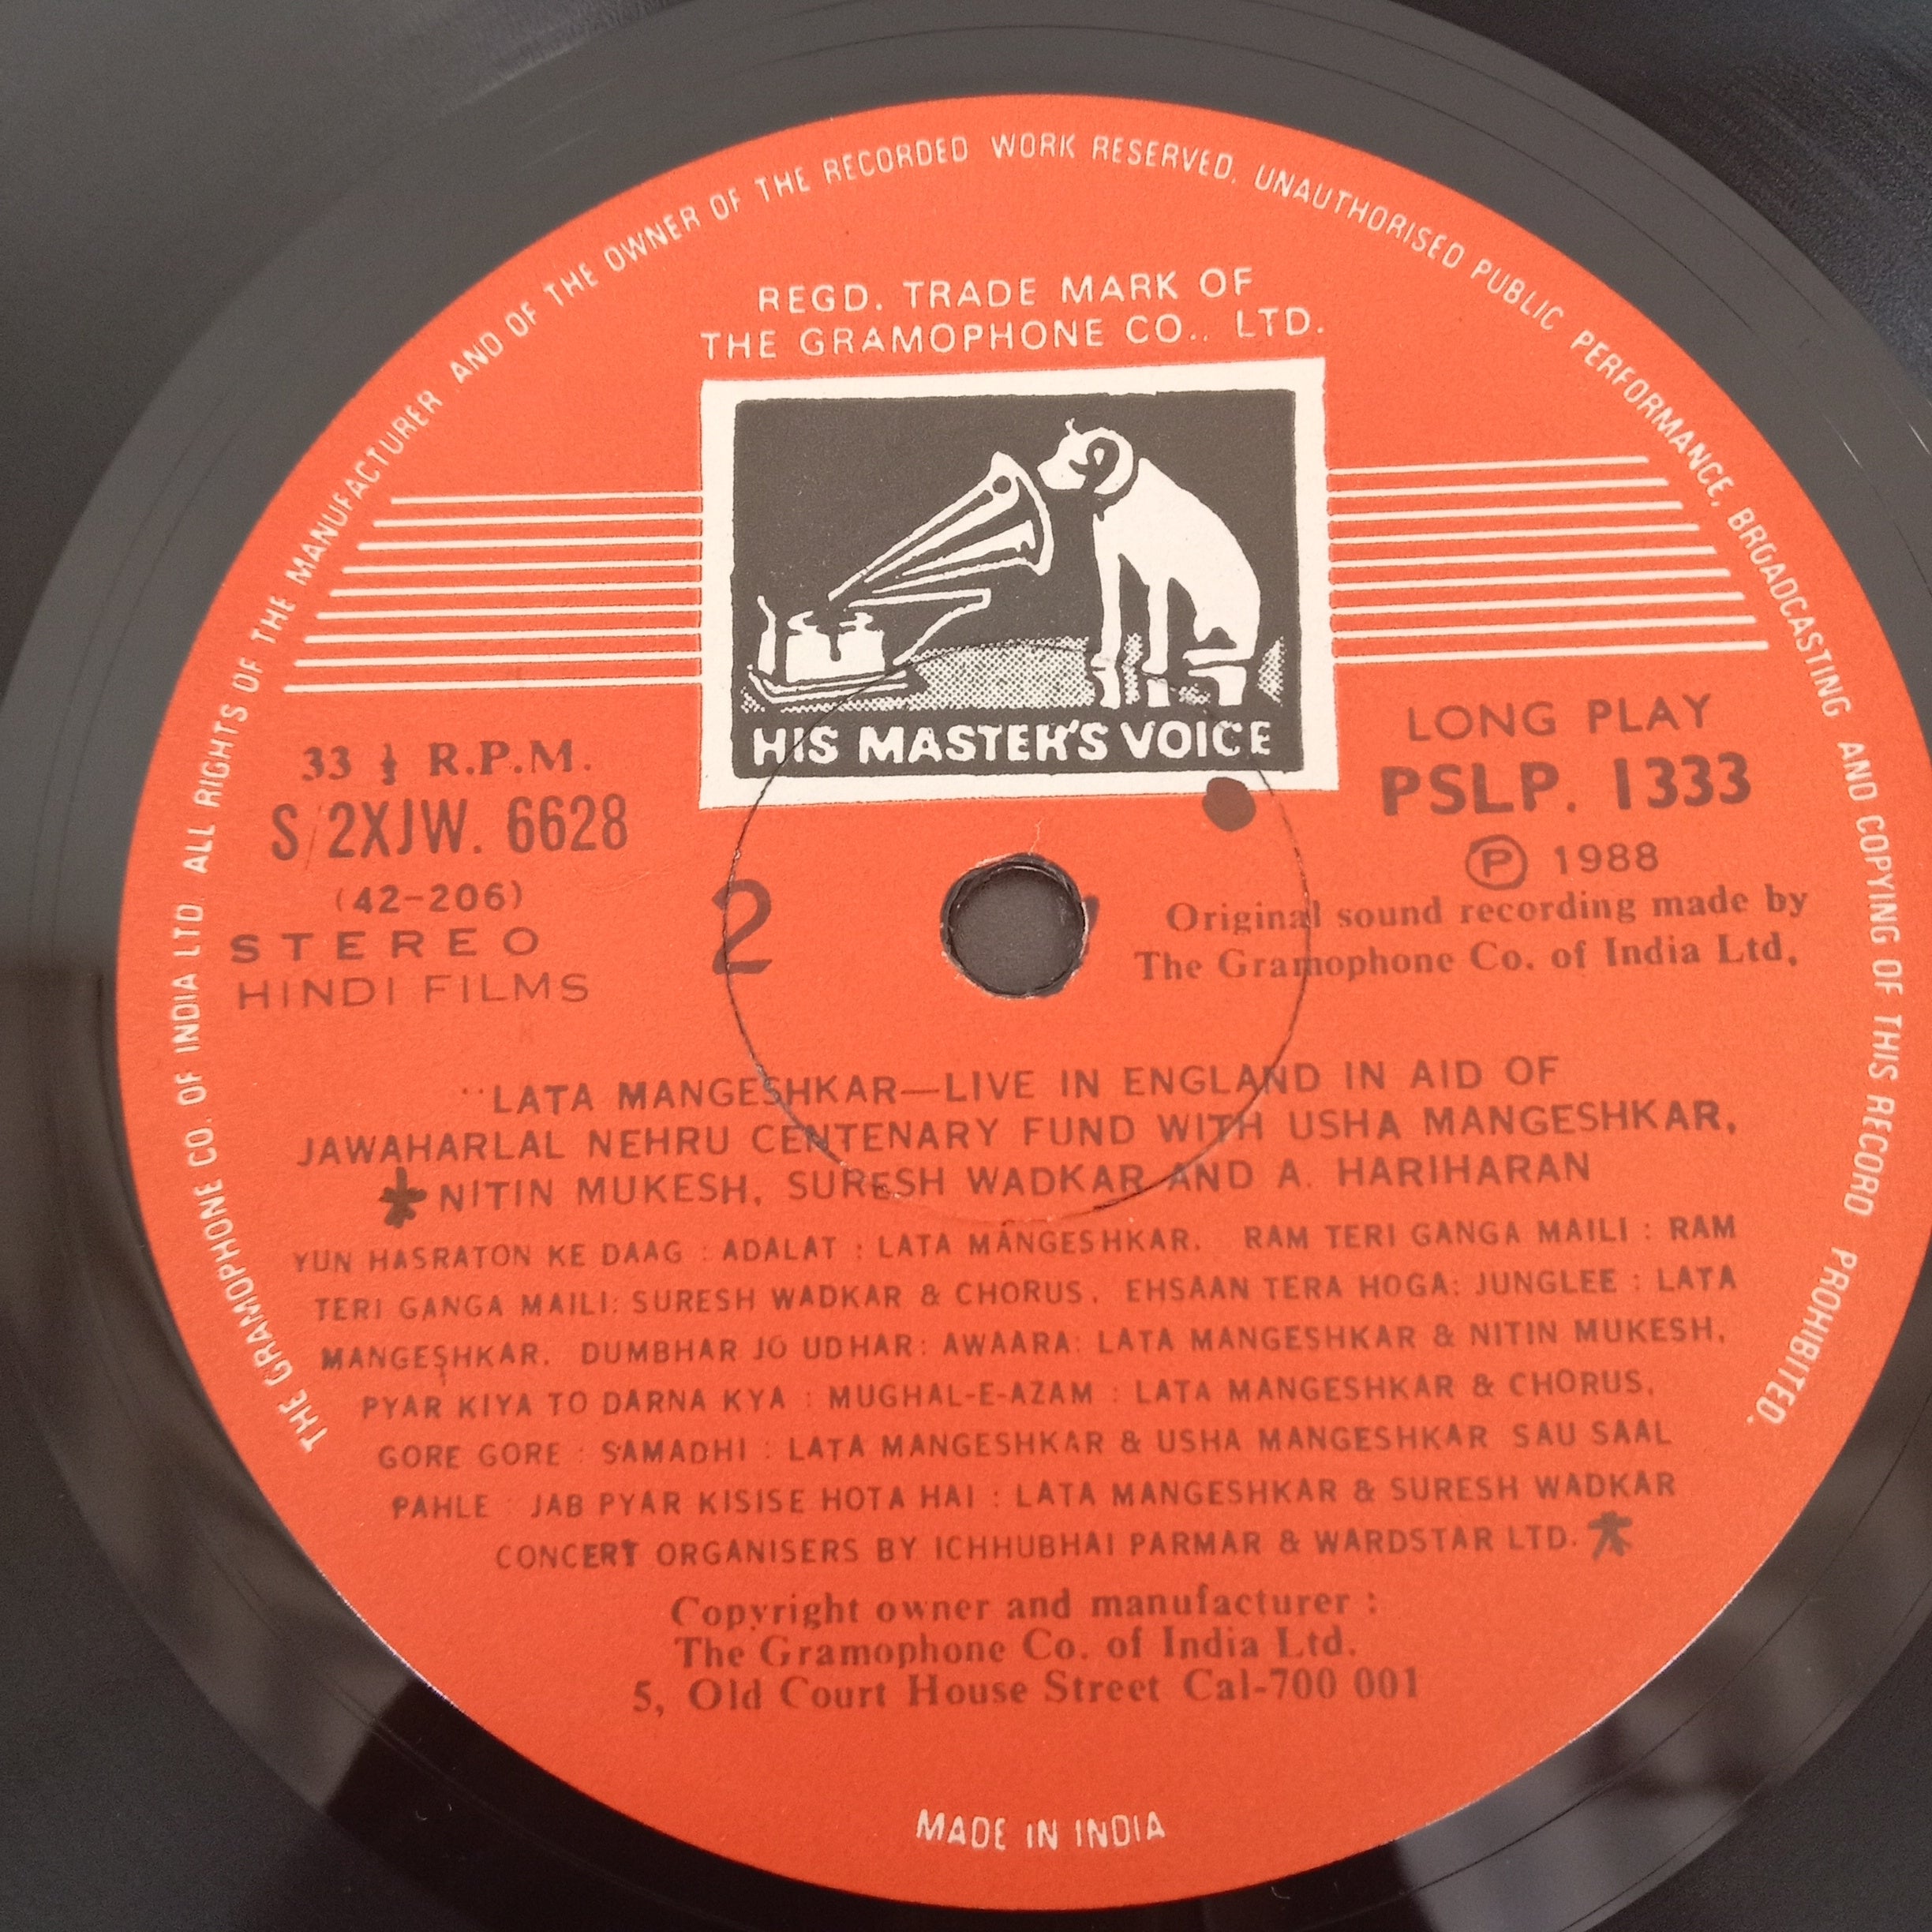 THE GRAMOPHONE CO. OF INDIA LTD. ALL RIGHTS OF THE MANUFACTURER AND OF THE OWNER OF THE RECORDED WORK RESERVED. UNAUTHORISED PUBLIC PERFORMANCE, BROADCASTING AND COPYING OF THIS RECORD PROHIBITED.
REGD. TRADE MARK OF
THE GRAMOPHONE CO.. LTD.
HIS MASTER'S VOICE
33 ⅓ R.P.M.
S/2XJW. 6628
(42-206)
STEREO
HINDI FILMS
2
LONG PLAY
PSLP. 1333
Ⓟ 1988
Original sound recording made by
The Gramophone Co. of India Ltd.
"LATA MANGESHKAR—LIVE IN ENGLAND IN AID OF
JAWAHARLAL NEHRU CENTENARY FUND WITH USHA MANGESHKAR,
NITIN MUKESH, SURESH WADKAR AND A. HARIHARAN
YUN HASRATON KE DAAG : ADALAT : LATA MANGESHKAR. RAM TERI GANGA MAILI : RAM
TERI GANGA MAILI: SURESH WADKAR & CHORUS. EHSAAN TERA HOGA: JUNGLEE : LATA
MANGESHKAR. DUMBHAR JO UDHAR: AWAARA: LATA MANGESHKAR & NITIN MUKESH.
PYAR KIYA TO DARNA KYA : MUGHAL-E-AZAM : LATA MANGESHKAR & CHORUS.
GORE GORE : SAMADHI : LATA MANGESHKAR & USHA MANGESHKAR SAU SAAL
PAHLE : JAB PYAR KISISE HOTA HAI : LATA MANGESHKAR & SURESH WADKAR
CONCERT ORGANISERS BY ICHHUBHAI PARMAR & WARDSTAR LTD.
Copyright owner and manufacturer :
The Gramophone Co. of India Ltd.
5, Old Court House Street Cal-700 001
MADE IN INDIA